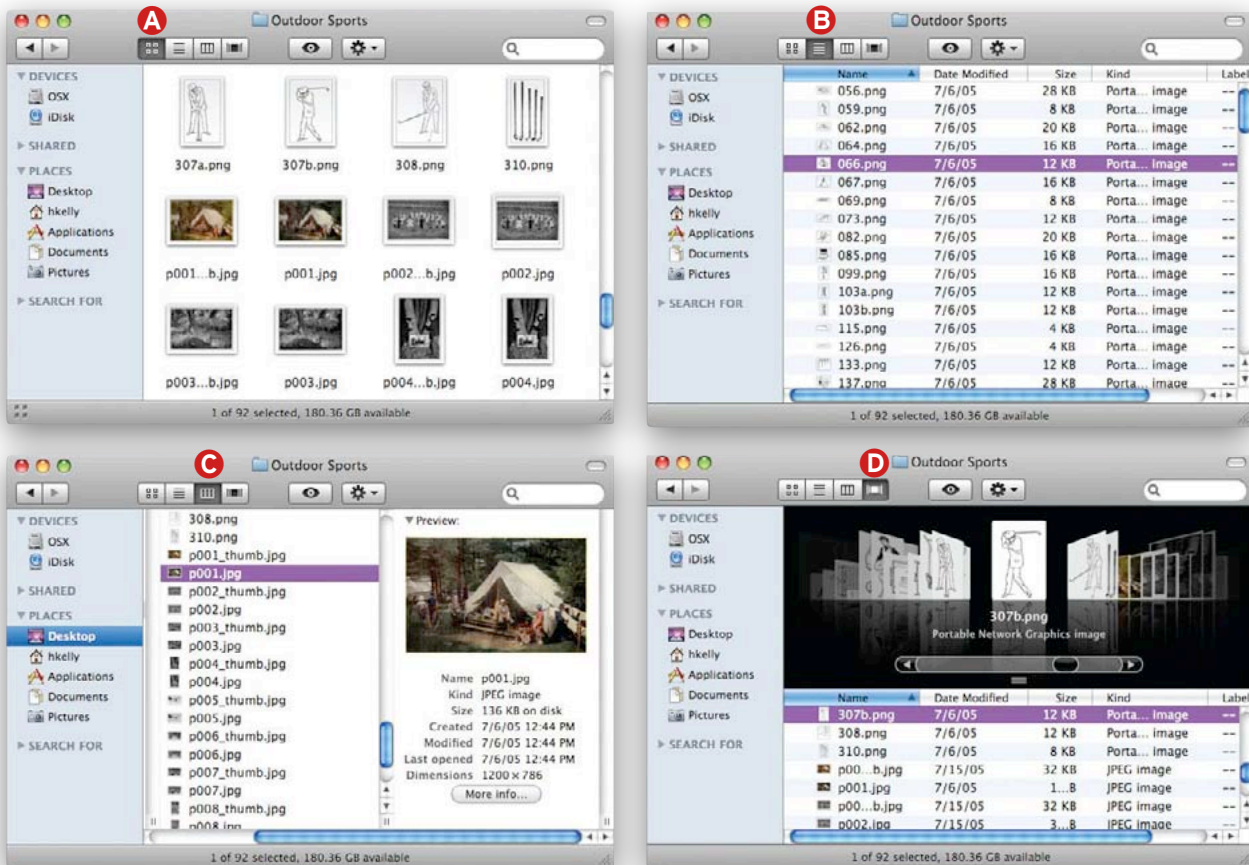 A
Outdoor Sports
DEVICES
OSX
iDisk
SHARED
PLACES
Desktop
hkelly
Applications
Documents
Pictures
SEARCH FOR
307a.png 307b.png 308.png 310.png
p001...b.jpg p001.jpg p002...b.jpg p002.jpg
p003...b.jpg p003.jpg p004...b.jpg p004.jpg
1 of 92 selected, 180.36 GB available
B
Outdoor Sports
DEVICES
OSX
iDisk
SHARED
PLACES
Desktop
hkelly
Applications
Documents
Pictures
SEARCH FOR
Name Date Modified Size Kind Label
056.png 7/6/05 28 KB Porta... image --
059.png 7/6/05 8 KB Porta... image --
062.png 7/6/05 20 KB Porta... image --
064.png 7/6/05 16 KB Porta... image --
066.png 7/6/05 12 KB Porta... image --
067.png 7/6/05 16 KB Porta... image --
069.png 7/6/05 8 KB Porta... image --
073.png 7/6/05 12 KB Porta... image --
082.png 7/6/05 20 KB Porta... image --
085.png 7/6/05 16 KB Porta... image --
099.png 7/6/05 16 KB Porta... image --
103a.png 7/6/05 12 KB Porta... image --
103b.png 7/6/05 12 KB Porta... image --
115.png 7/6/05 4 KB Porta... image --
126.png 7/6/05 4 KB Porta... image --
133.png 7/6/05 12 KB Porta... image --
137.png 7/6/05 28 KB Porta... image --
1 of 92 selected, 180.36 GB available
C
Outdoor Sports
DEVICES
OSX
iDisk
SHARED
PLACES
Desktop
hkelly
Applications
Documents
Pictures
SEARCH FOR
308.png
310.png
p001_thumb.jpg
p001.jpg
p002_thumb.jpg
p002.jpg
p003_thumb.jpg
p003.jpg
p004_thumb.jpg
p004.jpg
p005_thumb.jpg
p005.jpg
p006_thumb.jpg
p006.jpg
p007_thumb.jpg
p007.jpg
p008_thumb.jpg
p008.jpg
Preview:
Name p001.jpg
Kind JPEG image
Size 136 KB on disk
Created 7/6/05 12:44 PM
Modified 7/6/05 12:44 PM
Last opened 7/6/05 12:44 PM
Dimensions 1200 × 786
More info...
1 of 92 selected, 180.36 GB available
D
Outdoor Sports
DEVICES
OSX
iDisk
SHARED
PLACES
Desktop
hkelly
Applications
Documents
Pictures
SEARCH FOR
307b.png
Portable Network Graphics image
Name Date Modified Size Kind Label
307b.png 7/6/05 12 KB Porta... image --
308.png 7/6/05 12 KB Porta... image --
310.png 7/6/05 8 KB Porta... image --
p00...b.jpg 7/15/05 32 KB JPEG image --
p001.jpg 7/6/05 1...B JPEG image --
p00...b.jpg 7/15/05 32 KB JPEG image --
p002.jpg 7/15/05 3...B JPEG image --
1 of 92 selected, 180.36 GB available